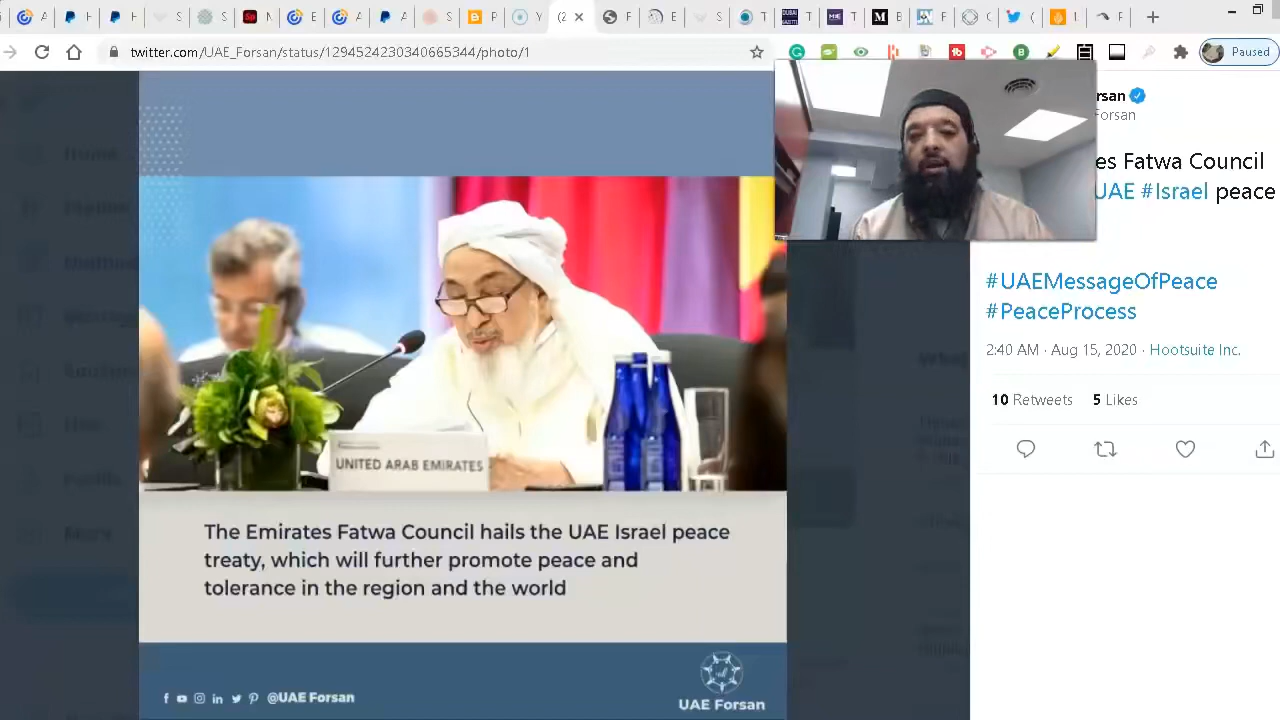 twitter.com/UAE_Forsan/status/1294524230340665344/photo/1
Paused
rsan
Forsan
es Fatwa Council
UAE #Israel peace
#UAEMessageOfPeace
#PeaceProcess
2:40 AM · Aug 15, 2020 · Hootsuite Inc.
10 Retweets 5 Likes
UNITED ARAB EMIRATES
The Emirates Fatwa Council hails the UAE Israel peace
treaty, which will further promote peace and
tolerance in the region and the world
@UAE Forsan
UAE Forsan